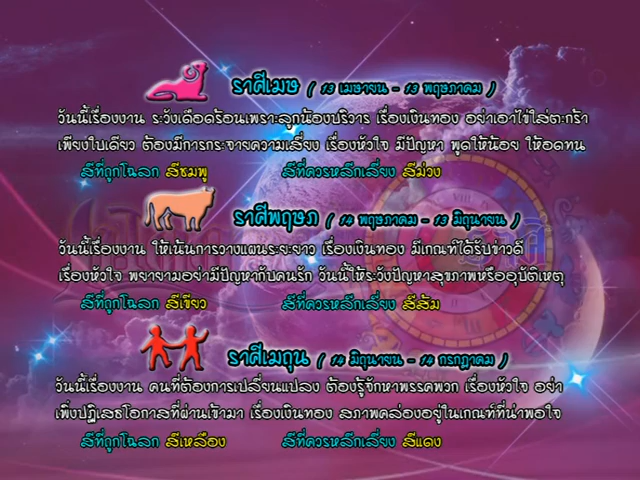 ราศีเมษ ( 13 เมษายน - 13 พฤษภาคม )
วันนี้เรื่องงาน ระวังเดือดร้อนเพราะลูกน้องบริวาร เรื่องเงินทอง อย่าเอาไข่ใส่ตะกร้า
เพียงใบเดียว ต้องมีการกระจายความเสี่ยง เรื่องหัวใจ มีปัญหา พูดให้น้อย ให้อดทน
สีที่ถูกโฉลก สีชมพู สีที่ควรหลีกเลี่ยง สีม่วง
ราศีพฤษภ ( 14 พฤษภาคม - 13 มิถุนายน )
วันนี้เรื่องงาน ให้เน้นการวางแผนระยะยาว เรื่องเงินทอง มีเกณฑ์ได้รับข่าวดี
เรื่องหัวใจ พยายามอย่ามีปัญหากับคนรัก วันนี้ให้ระวังปัญหาสุขภาพหรืออุบัติเหตุ
สีที่ถูกโฉลก สีเขียว สีที่ควรหลีกเลี่ยง สีส้ม
ราศีเมถุน ( 14 มิถุนายน - 14 กรกฎาคม )
วันนี้เรื่องงาน คนที่ต้องการเปลี่ยนแปลง ต้องรู้จักหาพรรคพวก เรื่องหัวใจ อย่า
เพิ่งปฏิเสธโอกาสที่ผ่านเข้ามา เรื่องเงินทอง สภาพคล่องอยู่ในเกณฑ์ที่น่าพอใจ
สีที่ถูกโฉลก สีเหลือง สีที่ควรหลีกเลี่ยง สีแดง